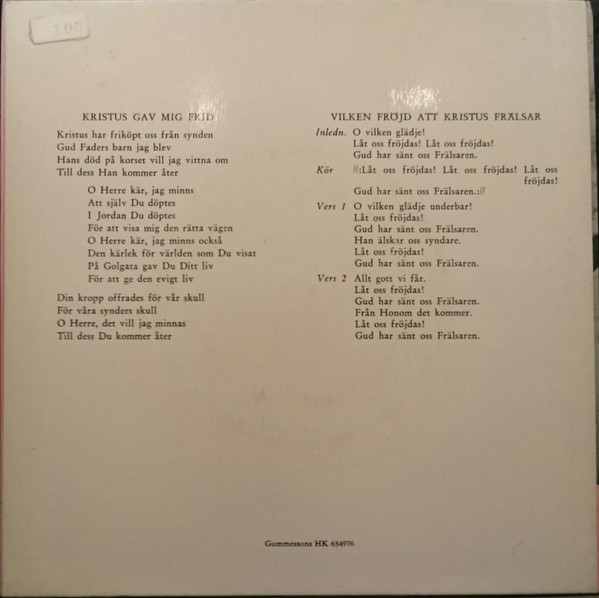 KRISTUS GAV MIG FRID
Kristus har friköpt oss från synden
Gud Faders barn jag blev
Hans död på korset vill jag vittna om
Till dess Han kommer åter
O Herre kär, jag minns
Att själv Du döptes
I Jordan Du döptes
För att visa mig den rätta vägen
O Herre kär, jag minns också
Den kärlek för världen som Du visat
På Golgata gav Du Ditt liv
För att ge den evigt liv
Din kropp offrades för vår skull
För våra synders skull
O Herre, det vill jag minnas
Till dess Du kommer åter
VILKEN FRÖJD ATT KRISTUS FRÄLSAR
Inledn. O vilken glädje!
Låt oss fröjdas! Låt oss fröjdas!
Gud har sänt oss Frälsaren.
Kör //:Låt oss fröjdas! Låt oss fröjdas! Låt oss
fröjdas!
Gud har sänt oss Frälsaren.://
Vers 1 O vilken glädje underbar!
Låt oss fröjdas!
Gud har sänt oss Frälsaren.
Han älskar oss syndare.
Låt oss fröjdas!
Gud har sänt oss Frälsaren.
Vers 2 Allt gott vi får.
Låt oss fröjdas!
Gud har sänt oss Frälsaren.
Från Honom det kommer.
Låt oss fröjdas!
Gud har sänt oss Frälsaren.
Gummessons HK 634976